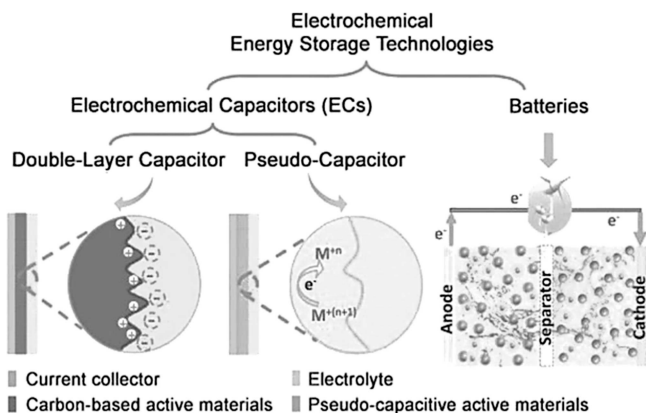 Electrochemical
Energy Storage Technologies
Electrochemical Capacitors (ECs)
Batteries
Double-Layer Capacitor
Pseudo-Capacitor
e⁻
e⁻
e⁻
e⁻
M⁺ⁿ
e⁻
M⁺⁽ⁿ⁺¹⁾
Anode
Separator
Cathode
Current collector
Electrolyte
Carbon-based active materials
Pseudo-capacitive active materials